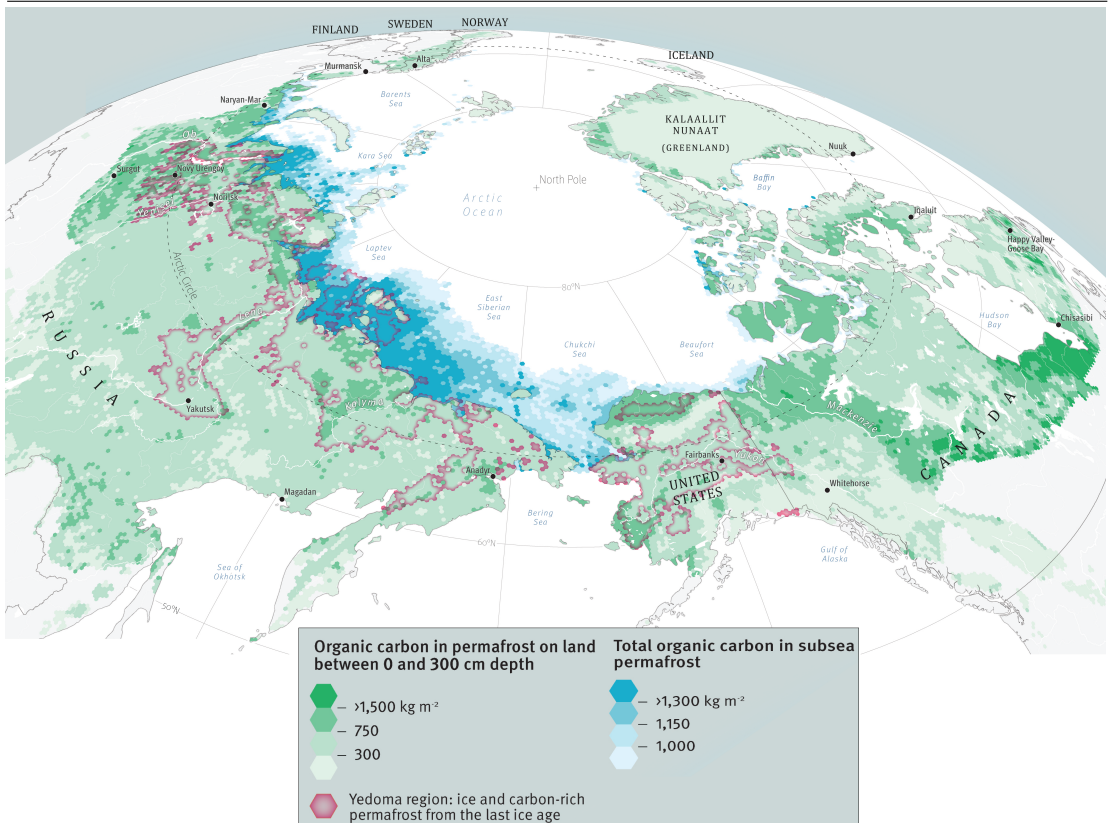 FINLAND
SWEDEN
NORWAY
ICELAND
Murmansk
Alta
Barents
Sea
Naryan-Mar
KALAALLIT
NUNAAT
(GREENLAND)
Ob
Kara Sea
Nuuk
Surgut
Novy Urengoy
North Pole
Baffin
Bay
Norilsk
Yenisei
Arctic
Ocean
Iqaluit
Happy Valley-
Goose Bay
Laptev
Sea
Arctic Circle
80°N
East
Siberian
Sea
Lena
Hudson
Bay
Chisasibi
RUSSIA
Chukchi
Sea
Beaufort
Sea
Yakutsk
Kolyma
Mackenzie
CANADA
Fairbanks
Yukon
Anadyr
UNITED
STATES
Whitehorse
Magadan
Bering
Sea
60°N
Gulf of
Alaska
Sea of
Okhotsk
50°N
Organic carbon in permafrost on land
between 0 and 300 cm depth
>1,500 kg m-2
750
300
Yedoma region: ice and carbon-rich
permafrost from the last ice age
Total organic carbon in subsea
permafrost
>1,300 kg m-2
1,150
1,000